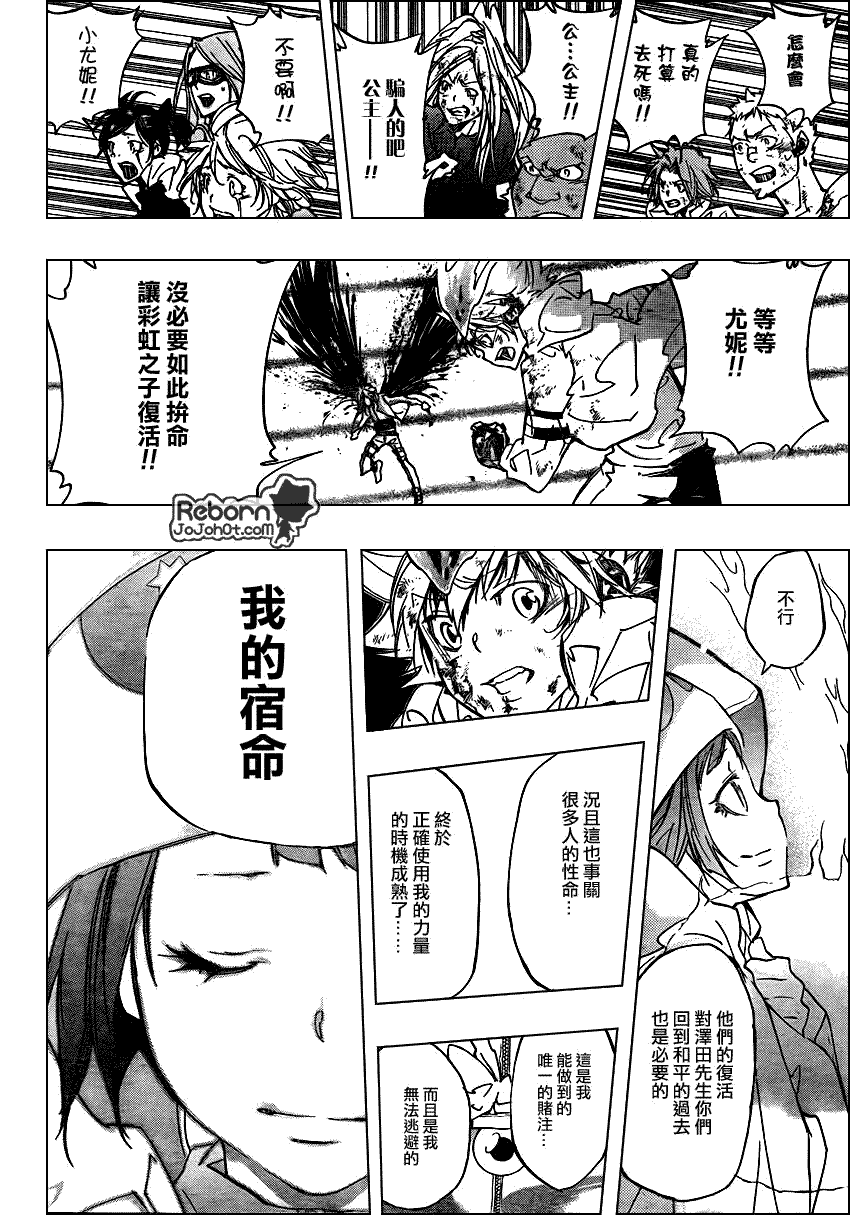 怎麼會
真的
打算
去死嗎!!
公…公主!!
騙人的吧
公主——!!
不要啊!!
小尤妮!!
等等
尤妮!!
沒必要如此拚命
讓彩虹之子復活!!
Reborn
JoJohOt.com
不行
他們的復活
對澤田先生你們
回到和平的過去
也是必要的
況且這也事關
很多人的性命…
終於
正確使用我的力量
的時機成熟了……
這是我
能做到的
唯一的賭注…
而且是我
無法逃避的
我的宿命